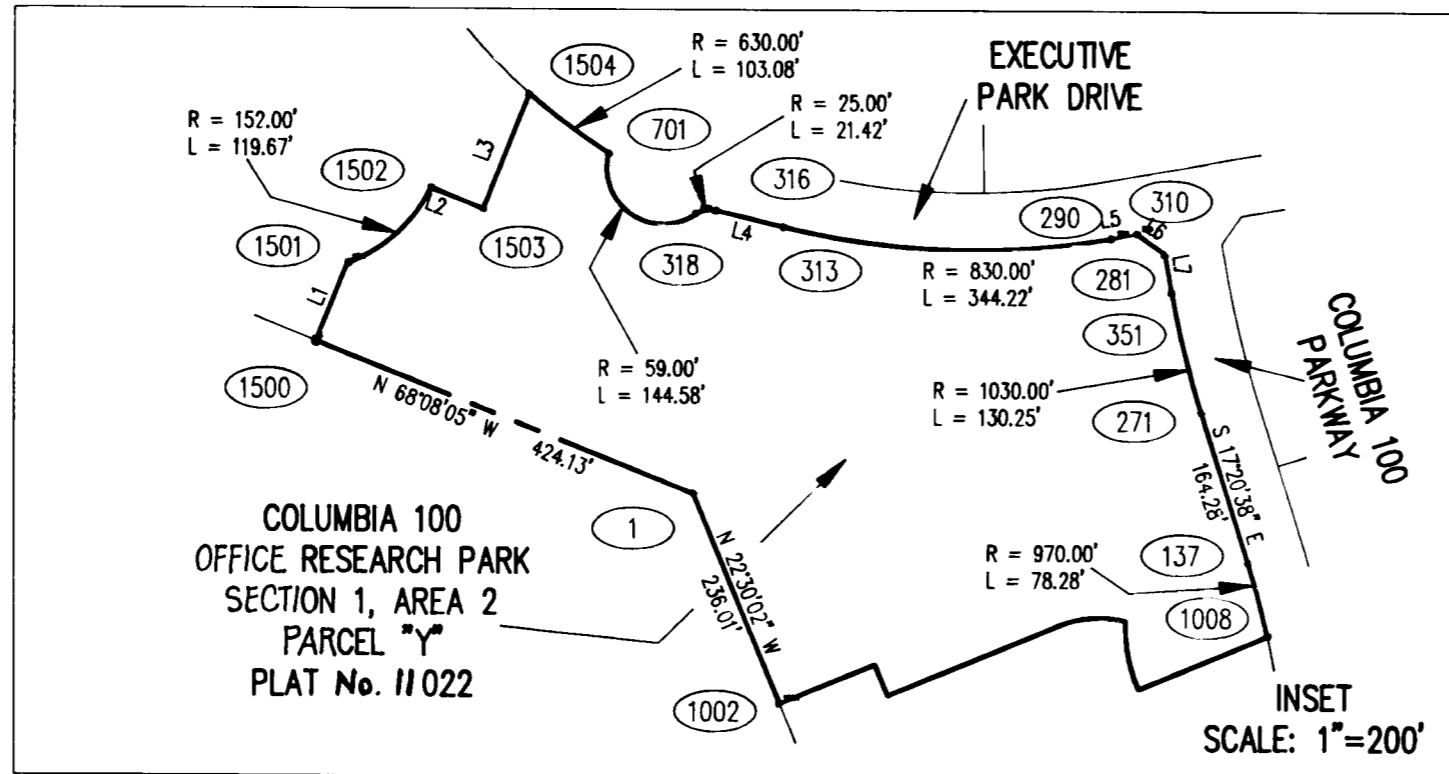 R = 630.00'
L = 103.08'
EXECUTIVE
PARK DRIVE
1504
R = 25.00'
L = 21.42'
R = 152.00'
L = 119.67'
701
L3
1502
316
L2
310
290
L5
L6
1501
1503
L4
318
313
L7
281
R = 830.00'
L = 344.22'
L1
351
COLUMBIA 100
PARKWAY
R = 59.00'
L = 144.58'
1500
N 68°08'05" W
424.13'
R = 1030.00'
L = 130.25'
271
S 17°20'38" E
164.28'
COLUMBIA 100
OFFICE RESEARCH PARK
SECTION 1, AREA 2
PARCEL "Y"
PLAT No. 11022
1
N 22°30'02" W
236.01'
R = 970.00'
L = 78.28'
137
1008
1002
INSET
SCALE: 1"=200'